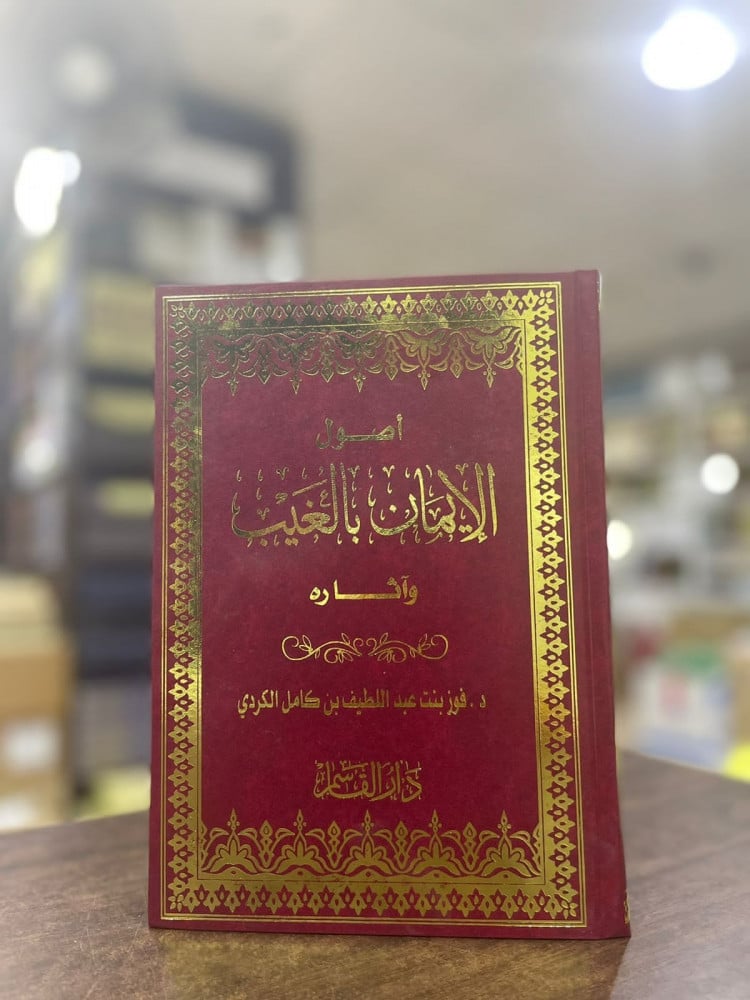 أصول
الإيمان بالغيب
وآثاره
د. فوز بنت عبد اللطيف بن كامل الكردي
دار القاسم